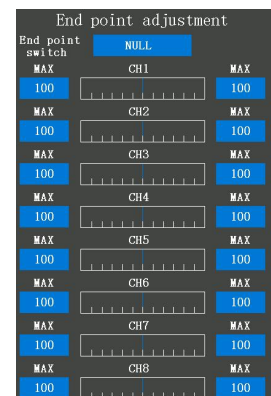 End point adjustment
End point switch NULL
MAX CH1 MAX
100 100
MAX CH2 MAX
100 100
MAX CH3 MAX
100 100
MAX CH4 MAX
100 100
MAX CH5 MAX
100 100
MAX CH6 MAX
100 100
MAX CH7 MAX
100 100
MAX CH8 MAX
100 100